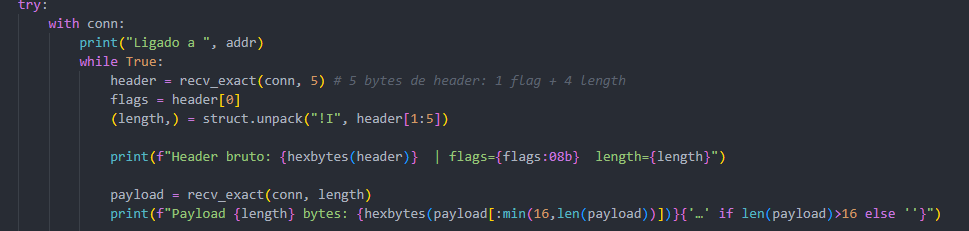 try:
with conn:
print("Ligado a ", addr)
while True:
header = recv_exact(conn, 5) # 5 bytes de header: 1 flag + 4 length
flags = header[0]
(length,) = struct.unpack("!I", header[1:5])
print(f"Header bruto: {hexbytes(header)}  | flags={flags:08b}  length={length}")
payload = recv_exact(conn, length)
print(f"Payload {length} bytes: {hexbytes(payload[:min(16,len(payload))])}{'…' if len(payload)>16 else ''}")